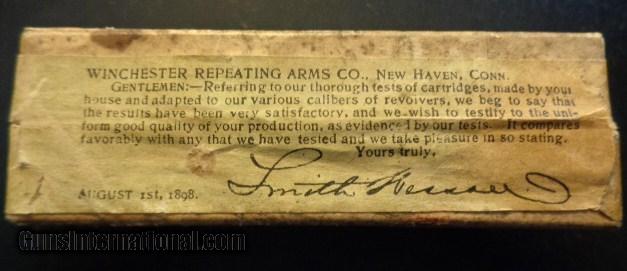 WINCHESTER REPEATING ARMS CO., NEW HAVEN, CONN.
GENTLEMEN:—Referring to our thorough tests of cartridges, made by your
house and adapted to our various calibers of revolvers, we beg to say that
the results have been very satisfactory, and we wish to testify to the uni-
form good quality of your production, as evidenced by our tests. It compares
favorably with any that we have tested and we take pleasure in so stating.
Yours truly,
Smith Wesson
AUGUST 1ST, 1898.
GunsInternational.com